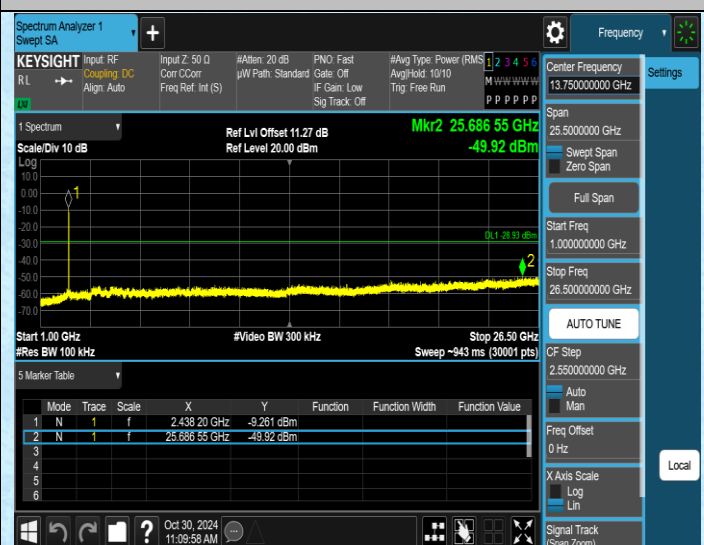 Spectrum Analyzer 1
Swept SA
+
Frequency
KEYSIGHT
RL
Input: RF
Coupling: DC
Align: Auto
Input Z: 50 Ω
Corr CCorr
Freq Ref: Int (S)
#Atten: 20 dB
µW Path: Standard
PNO: Fast
Gate: Off
IF Gain: Low
Sig Track: Off
#Avg Type: Power (RMS
Avg|Hold: 10/10
Trig: Free Run
1 2 3 4 5 6
M W W W W W
P P P P P P
LXI
1 Spectrum
Scale/Div 10 dB
Log
Ref Lvl Offset 11.27 dB
Ref Level 20.00 dBm
Mkr2 25.686 55 GHz
-49.92 dBm
10.0
0.00
-10.0
-20.0
-30.0
-40.0
-50.0
-60.0
-70.0
1
DL1 -28.93 dBm
2
Start 1.00 GHz
#Res BW 100 kHz
#Video BW 300 kHz
Stop 26.50 GHz
Sweep ~943 ms (30001 pts)
5 Marker Table
Mode Trace Scale X Y Function Function Width Function Value
1 N 1 f 2.438 20 GHz -9.261 dBm
2 N 1 f 25.686 55 GHz -49.92 dBm
3
4
5
6
?
Oct 30, 2024
11:09:58 AM
Center Frequency
13.750000000 GHz
Span
25.5000000 GHz
Swept Span
Zero Span
Full Span
Start Freq
1.000000000 GHz
Stop Freq
26.500000000 GHz
AUTO TUNE
CF Step
2.550000000 GHz
Auto
Man
Freq Offset
0 Hz
X Axis Scale
Log
Lin
Signal Track
(Span Zoom)
Settings
Local